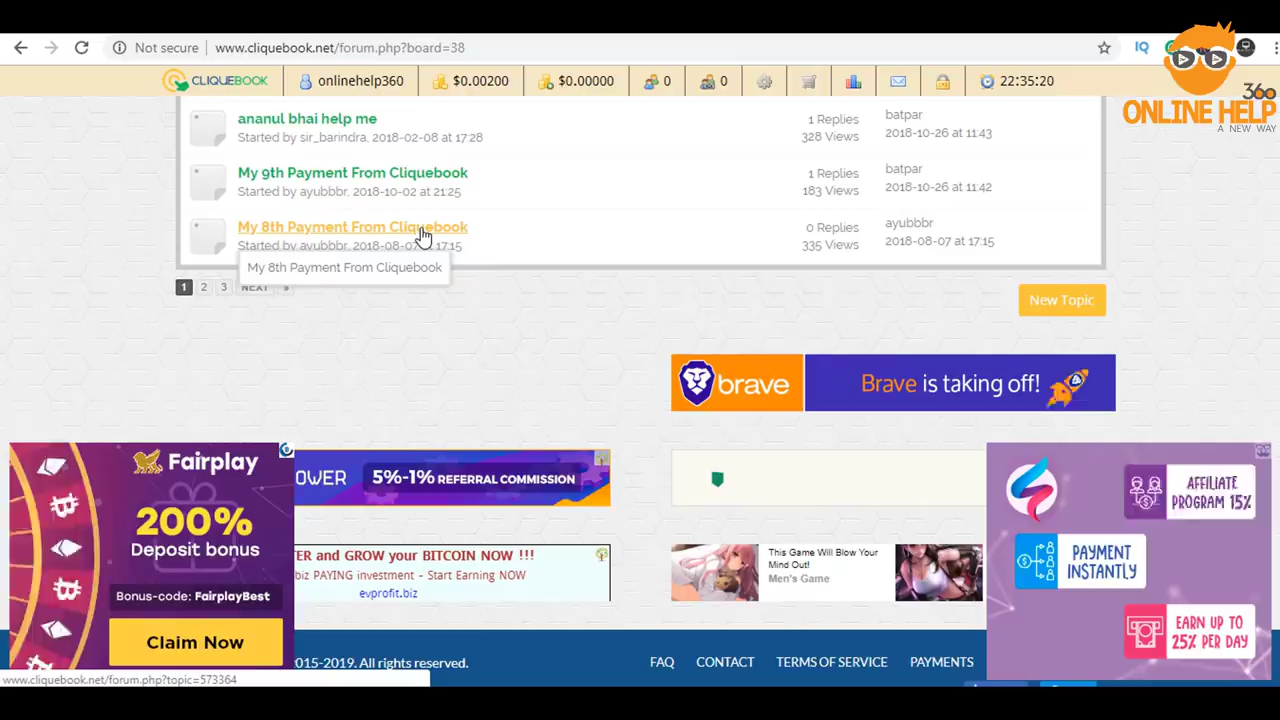 Not secure
www.cliquebook.net/forum.php?board=38
IQ
360
ONLINE HELP
A NEW WAY
CLIQUEBOOK
onlinehelp360
$0.00200
$0.00000
0
0
22:35:20
ananul bhai help me
Started by sir_barindra, 2018-02-08 at 17:28
1 Replies
328 Views
batpar
2018-10-26 at 11:43
My 9th Payment From Cliquebook
Started by ayubbbr, 2018-10-02 at 21:25
1 Replies
183 Views
batpar
2018-10-26 at 11:42
My 8th Payment From Cliquebook
Started by ayubbbr, 2018-08-07 at 17:15
0 Replies
335 Views
ayubbbr
2018-08-07 at 17:15
My 8th Payment From Cliquebook
1 2 3 NEXT »
New Topic
brave
Brave is taking off!
Fairplay
200%
Deposit bonus
Bonus-code: FairplayBest
Claim Now
OWER
5%-1% REFERRAL COMMISSION
TER and GROW your BITCOIN NOW !!!
biz PAYING investment - Start Earning NOW
evprofit.biz
This Game Will Blow Your
Mind Out!
Men's Game
AFFILIATE
PROGRAM 15%
PAYMENT
INSTANTLY
EARN UP TO
25% PER DAY
2015-2019. All rights reserved.
FAQ
CONTACT
TERMS OF SERVICE
PAYMENTS
www.cliquebook.net/forum.php?topic=573364